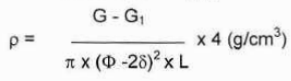 ρ = G - G₁ / π x (Φ -2δ)² x L x 4 (g/cm³)